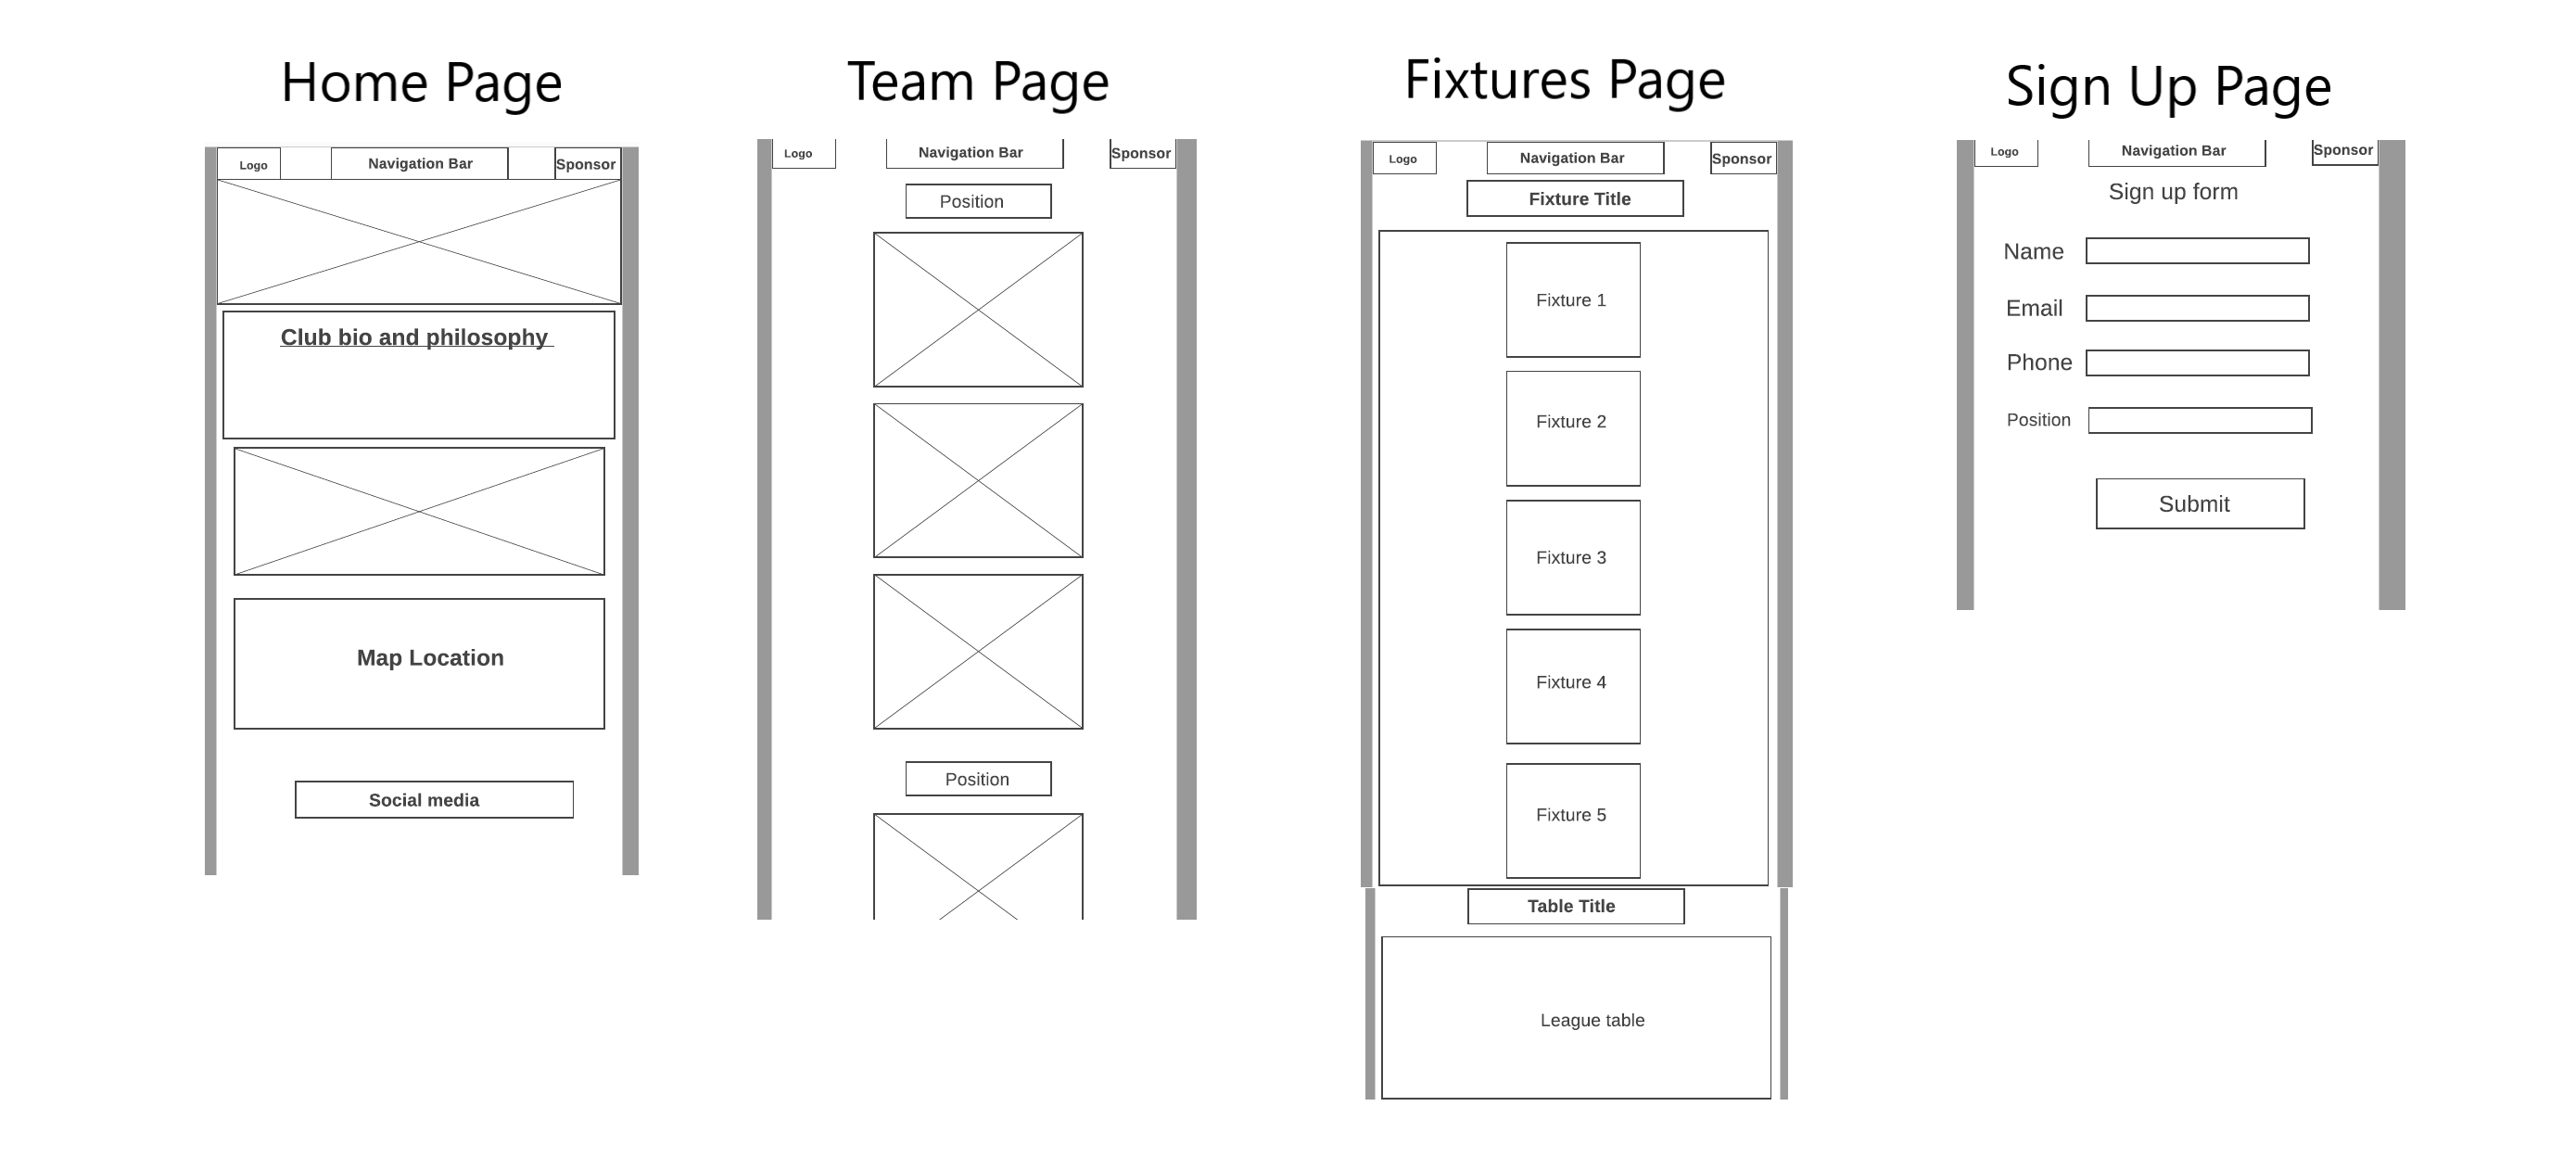 Home Page
Logo
Navigation Bar
Sponsor
Club bio and philosophy
Map Location
Social media
Team Page
Logo
Navigation Bar
Sponsor
Position
Position
Fixtures Page
Logo
Navigation Bar
Sponsor
Fixture Title
Fixture 1
Fixture 2
Fixture 3
Fixture 4
Fixture 5
Table Title
League table
Sign Up Page
Logo
Navigation Bar
Sponsor
Sign up form
Name
Email
Phone
Position
Submit